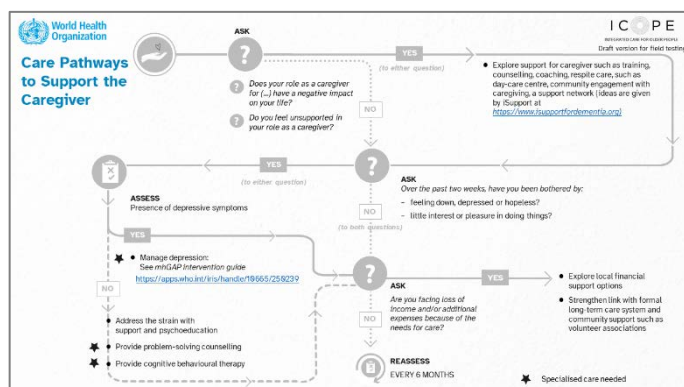 World Health
Organization
Care Pathways
to Support the
Caregiver
ICOPE
INTEGRATED CARE FOR OLDER PEOPLE
Draft version for field testing
ASK
?
? Does your role as a caregiver
for (...) have a negative impact
on your life?
? Do you feel unsupported in
your role as a caregiver?
YES
(to either question)
• Explore support for caregiver such as training,
counselling, coaching, respite care, such as
day-care centre, community engagement with
caregiving, a support network (ideas are given
by iSupport at
https://www.isupportfordementia.org)
NO
YES
(to either question)
?
ASK
Over the past two weeks, have you been bothered by:
– feeling down, depressed or hopeless?
– little interest or pleasure in doing things?
ASSESS
Presence of depressive symptoms
NO
(to both questions)
YES
• Manage depression:
See mhGAP intervention guide
https://apps.who.int/iris/handle/10665/250239
NO
• Address the strain with
support and psychoeducation
• Provide problem-solving counselling
• Provide cognitive behavioural therapy
?
ASK
Are you facing loss of
income and/or additional
expenses because of the
needs for care?
YES
• Explore local financial
support options
• Strengthen link with formal
long-term care system and
community support such as
volunteer associations
NO
REASSESS
EVERY 6 MONTHS
Specialised care needed